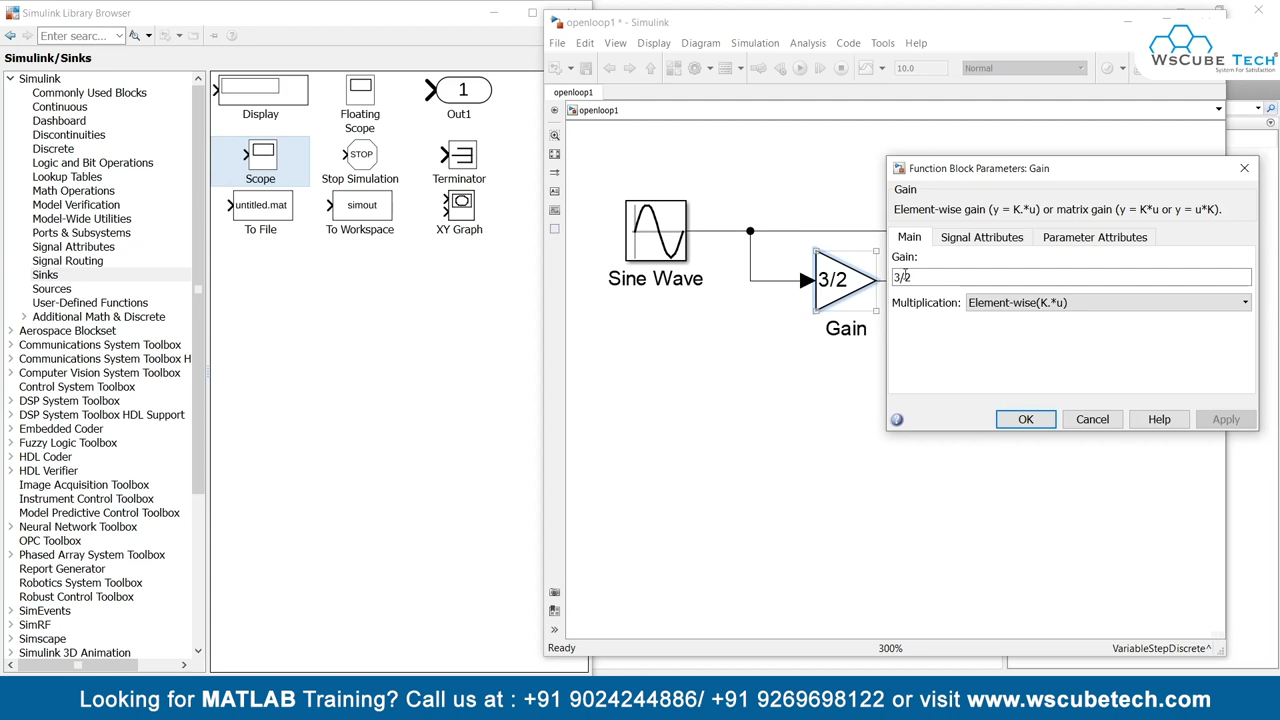 Simulink Library Browser
Enter searc...
Simulink/Sinks
Simulink
Commonly Used Blocks
Continuous
Dashboard
Discontinuities
Discrete
Logic and Bit Operations
Lookup Tables
Math Operations
Model Verification
Model-Wide Utilities
Ports & Subsystems
Signal Attributes
Signal Routing
Sinks
Sources
User-Defined Functions
Additional Math & Discrete
Aerospace Blockset
Communications System Toolbox
Communications System Toolbox H
Computer Vision System Toolbox
Control System Toolbox
DSP System Toolbox
DSP System Toolbox HDL Support
Embedded Coder
Fuzzy Logic Toolbox
HDL Coder
HDL Verifier
Image Acquisition Toolbox
Instrument Control Toolbox
Model Predictive Control Toolbox
Neural Network Toolbox
OPC Toolbox
Phased Array System Toolbox
Report Generator
Robotics System Toolbox
Robust Control Toolbox
SimEvents
SimRF
Simscape
Simulink 3D Animation
Display
Floating
Scope
1
Out1
Scope
STOP
Stop Simulation
Terminator
untitled.mat
To File
simout
To Workspace
XY Graph
openloop1 * - Simulink
File Edit View Display Diagram Simulation Analysis Code Tools Help
10.0
Normal
openloop1
openloop1
Sine Wave
3/2
Gain
Function Block Parameters: Gain
Gain
Element-wise gain (y = K.*u) or matrix gain (y = K*u or y = u*K).
Main Signal Attributes Parameter Attributes
Gain:
3/2
Multiplication: Element-wise(K.*u)
OK Cancel Help Apply
Ready 300% VariableStepDiscrete^
WsCube Tech
System For Satisfaction
Looking for MATLAB Training? Call us at : +91 9024244886/ +91 9269698122 or visit www.wscubetech.com